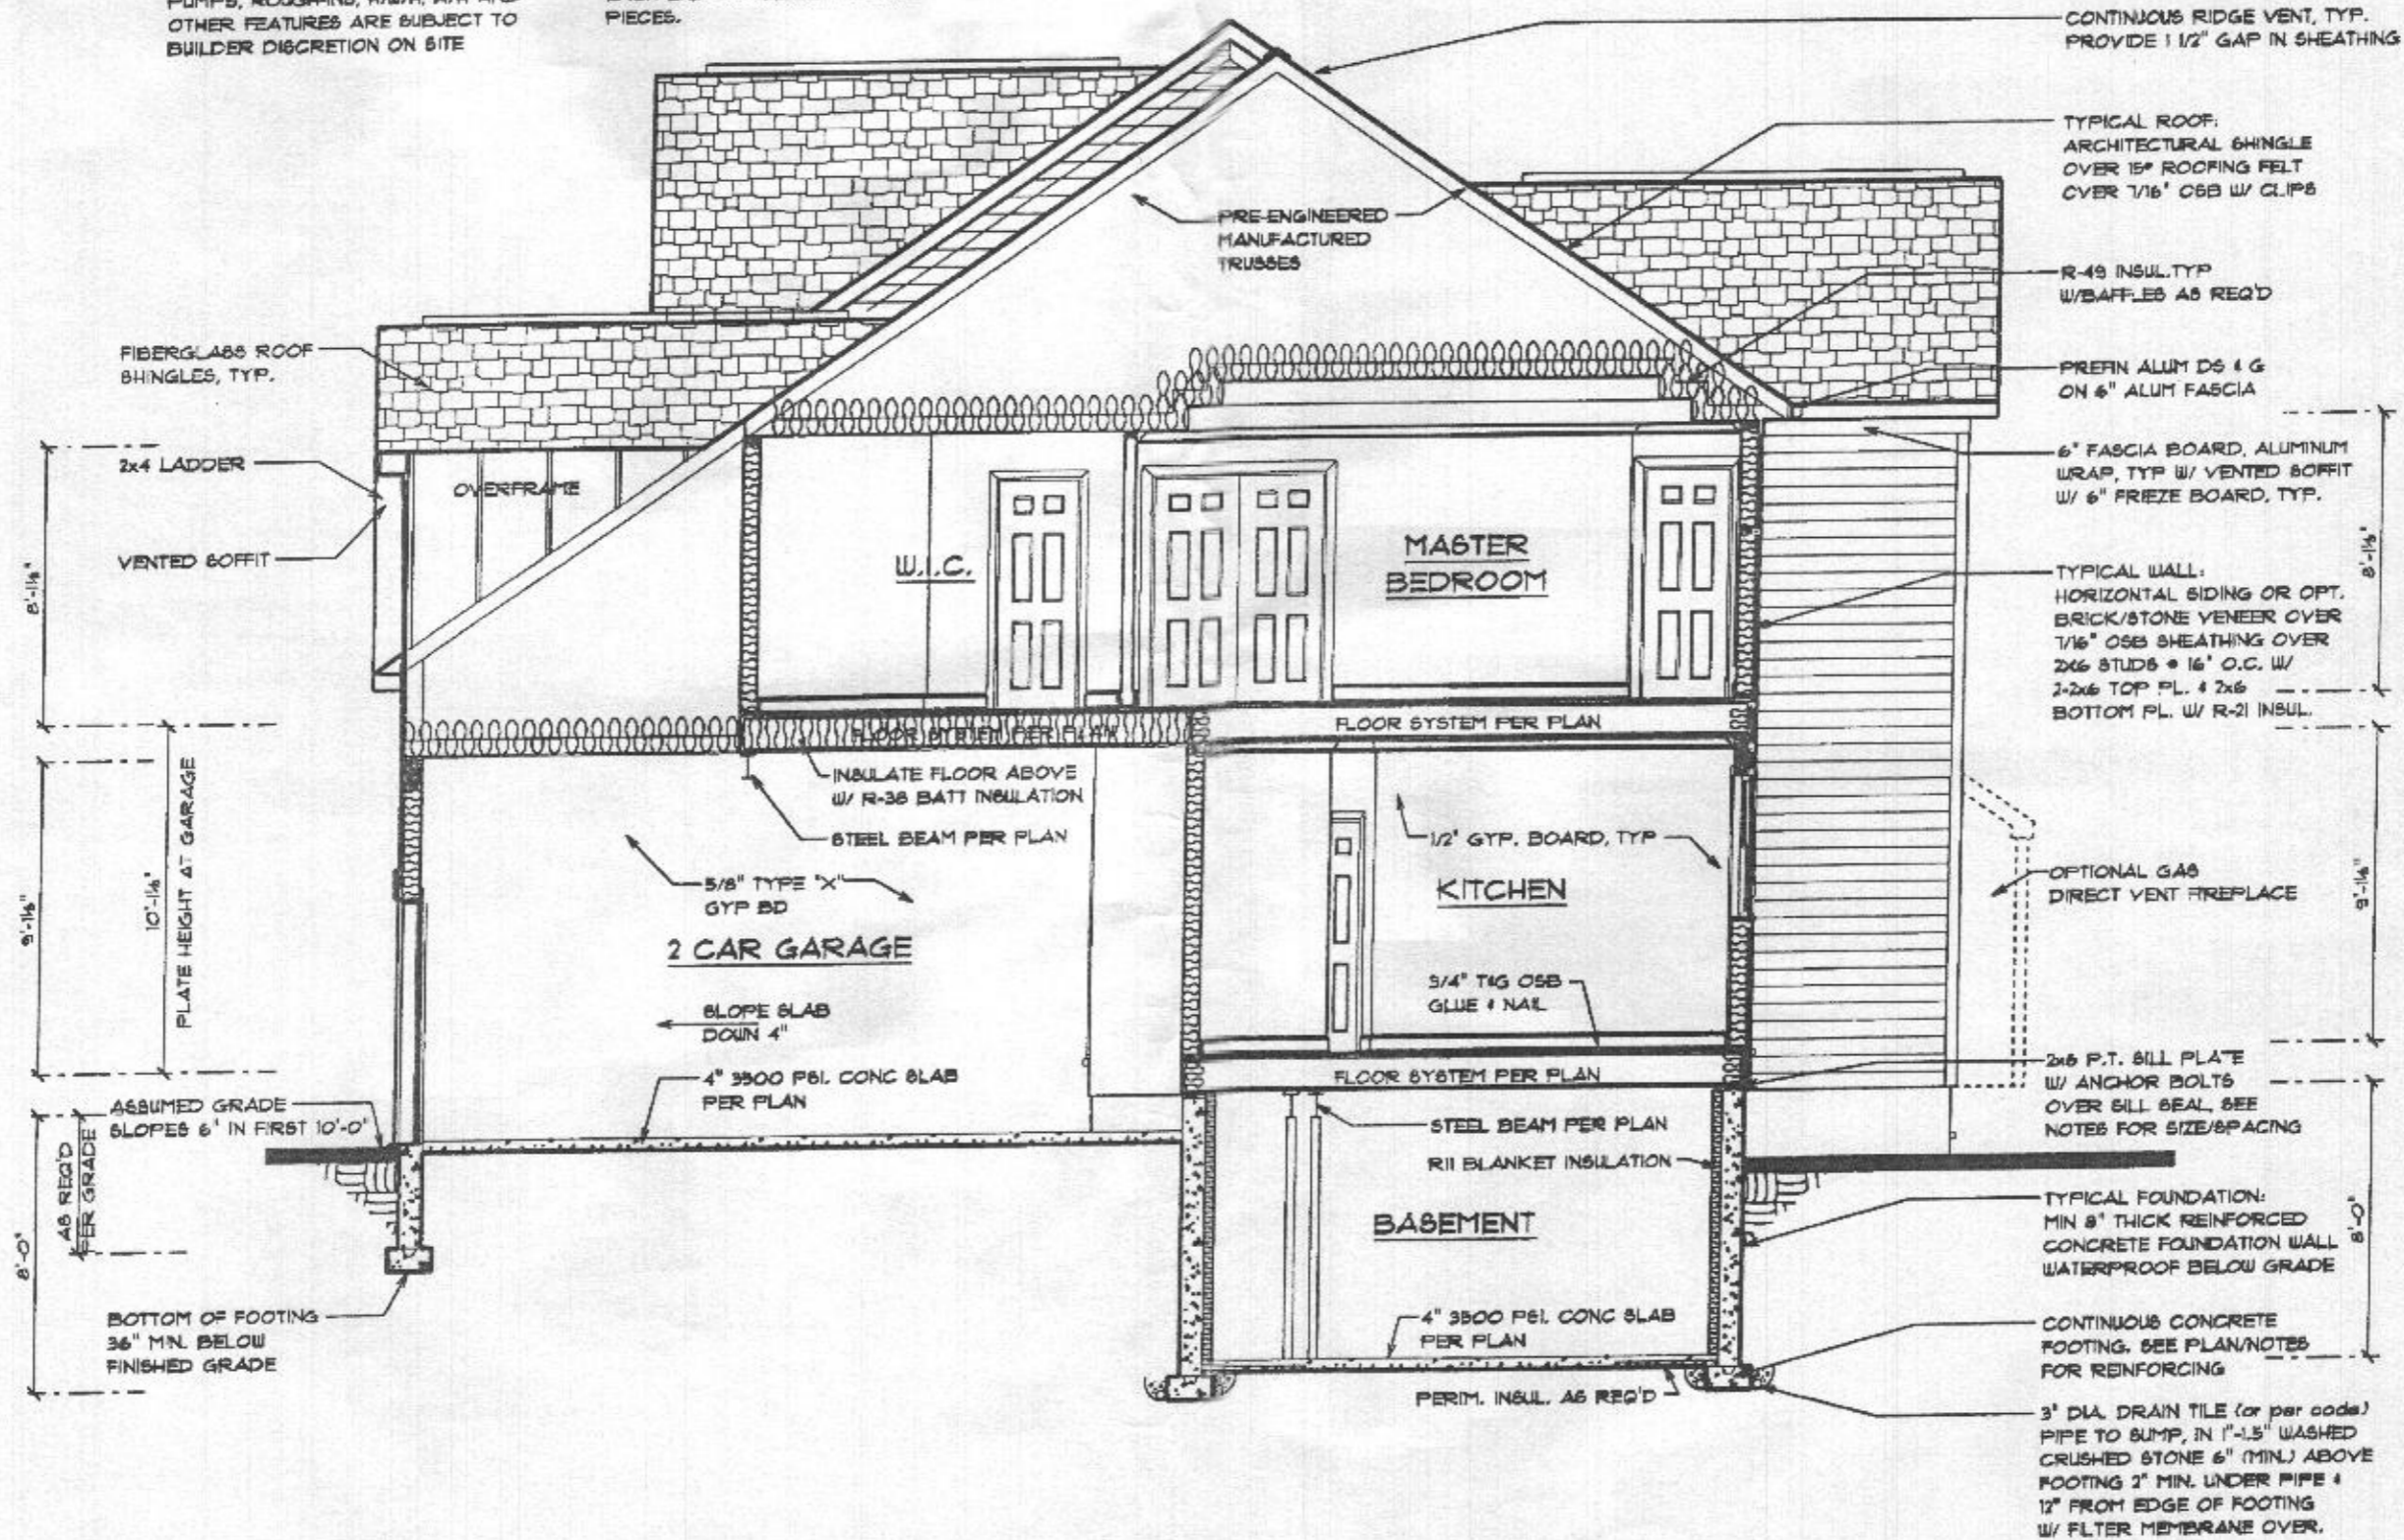 OTHER FEATURES ARE SUBJECT TO
BUILDER DISCRETION ON SITE
PIECES.
CONTINUOUS RIDGE VENT, TYP.
PROVIDE 1 1/2" GAP IN SHEATHING
TYPICAL ROOF:
ARCHITECTURAL SHINGLE
OVER 15# ROOFING FELT
OVER 7/16" OSB W/ CLIPS
PRE-ENGINEERED
MANUFACTURED
TRUSSES
R-49 INSUL.TYP
W/BAFFLES AS REQ'D
FIBERGLASS ROOF
SHINGLES, TYP.
PREFIN ALUM DS & G
ON 6" ALUM FASCIA
2x4 LADDER
OVERFRAME
VENTED SOFFIT
6" FASCIA BOARD, ALUMINUM
WRAP, TYP W/ VENTED SOFFIT
W/ 6" FRIEZE BOARD, TYP.
W.I.C.
MASTER
BEDROOM
8'-1 1/8"
8'-1 1/8"
TYPICAL WALL:
HORIZONTAL SIDING OR OPT.
BRICK/STONE VENEER OVER
7/16" OSB SHEATHING OVER
2X6 STUDS @ 16" O.C. W/
2-2x6 TOP PL. & 2x6
BOTTOM PL. W/ R-21 INSUL.
FLOOR SYSTEM PER PLAN
FLOOR SYSTEM PER PLAN
INSULATE FLOOR ABOVE
W/ R-38 BATT INSULATION
STEEL BEAM PER PLAN
1/2" GYP. BOARD, TYP
5/8" TYPE "X"
GYP BD
KITCHEN
2 CAR GARAGE
OPTIONAL GAS
DIRECT VENT FIREPLACE
9'-1 1/8"
10'-1 1/8"
PLATE HEIGHT AT GARAGE
9'-1 1/8"
SLOPE SLAB
DOWN 4"
3/4" T&G OSB
GLUE & NAIL
4" 3500 PSI. CONC SLAB
PER PLAN
FLOOR SYSTEM PER PLAN
2x6 P.T. SILL PLATE
W/ ANCHOR BOLTS
OVER SILL SEAL, SEE
NOTES FOR SIZE/SPACING
ASSUMED GRADE
SLOPES 6" IN FIRST 10'-0"
STEEL BEAM PER PLAN
R11 BLANKET INSULATION
AS REQ'D
PER GRADE
8'-0"
BASEMENT
TYPICAL FOUNDATION:
MIN 8" THICK REINFORCED
CONCRETE FOUNDATION WALL
WATERPROOF BELOW GRADE
8'-0"
BOTTOM OF FOOTING
36" MIN. BELOW
FINISHED GRADE
4" 3500 PSI. CONC SLAB
PER PLAN
PERIM. INSUL. AS REQ'D
CONTINUOUS CONCRETE
FOOTING. SEE PLAN/NOTES
FOR REINFORCING
3" DIA. DRAIN TILE (or per code)
PIPE TO SUMP, IN 1"-1.5" WASHED
CRUSHED STONE 6" (MIN.) ABOVE
FOOTING 2" MIN. UNDER PIPE &
12" FROM EDGE OF FOOTING
W/ FILTER MEMBRANE OVER.